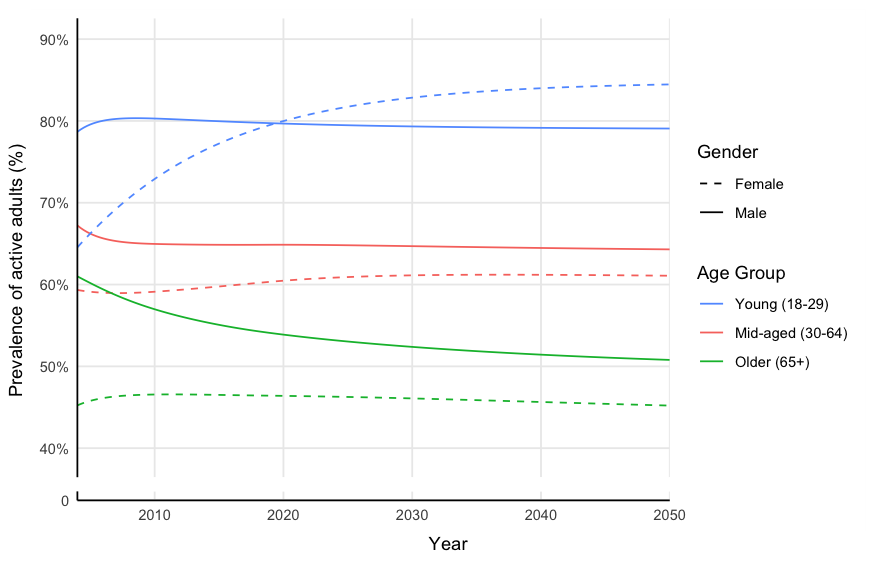 Prevalence of active adults (%)
90%
80%
70%
60%
50%
40%
0
2010 2020 2030 2040 2050
Year
Gender
Female
Male
Age Group
Young (18-29)
Mid-aged (30-64)
Older (65+)